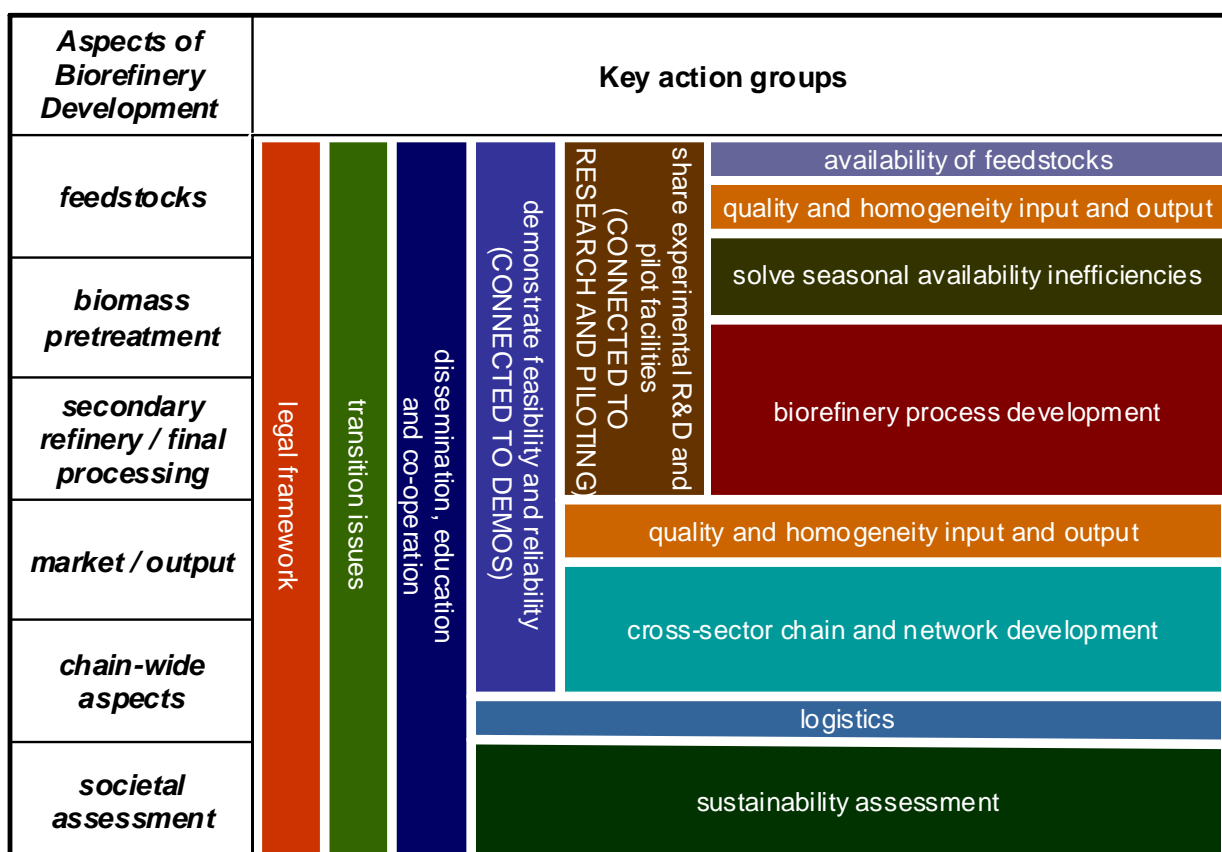 Aspects of
Biorefinery
Development
Key action groups
feedstocks
biomass
pretreatment
secondary
refinery / final
processing
market / output
chain-wide
aspects
societal
assessment
legal framework
transition issues
dissemination, education
and co-operation
demonstrate feasibility and reliability
(CONNECTED TO DEMOS)
share experimental R&D and
pilot facilities
(CONNECTED TO
RESEARCH AND PILOTING)
availability of feedstocks
quality and homogeneity input and output
solve seasonal availability inefficiencies
biorefinery process development
quality and homogeneity input and output
cross-sector chain and network development
logistics
sustainability assessment